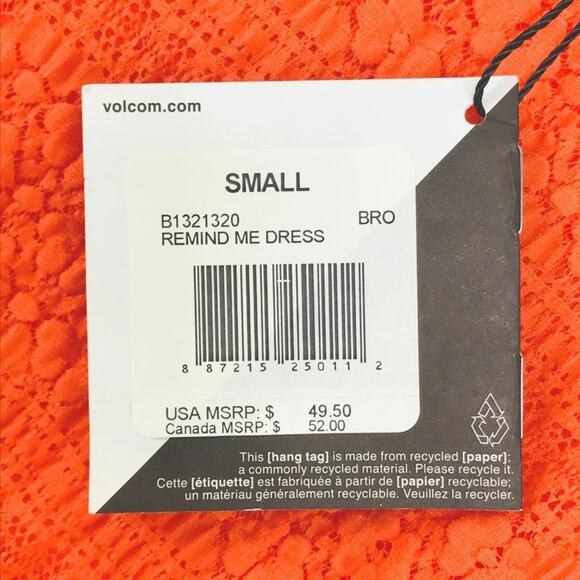 volcom.com
SMALL
B1321320 BRO
REMIND ME DRESS
8 87215 25011 2
USA MSRP: $ 49.50
Canada MSRP: $ 52.00
This [hang tag] is made from recycled [paper];
a commonly recycled material. Please recycle it.
Cette [étiquette] est fabriquée à partir de [papier] recyclable;
un matériau généralement recyclable. Veuillez la recycler.